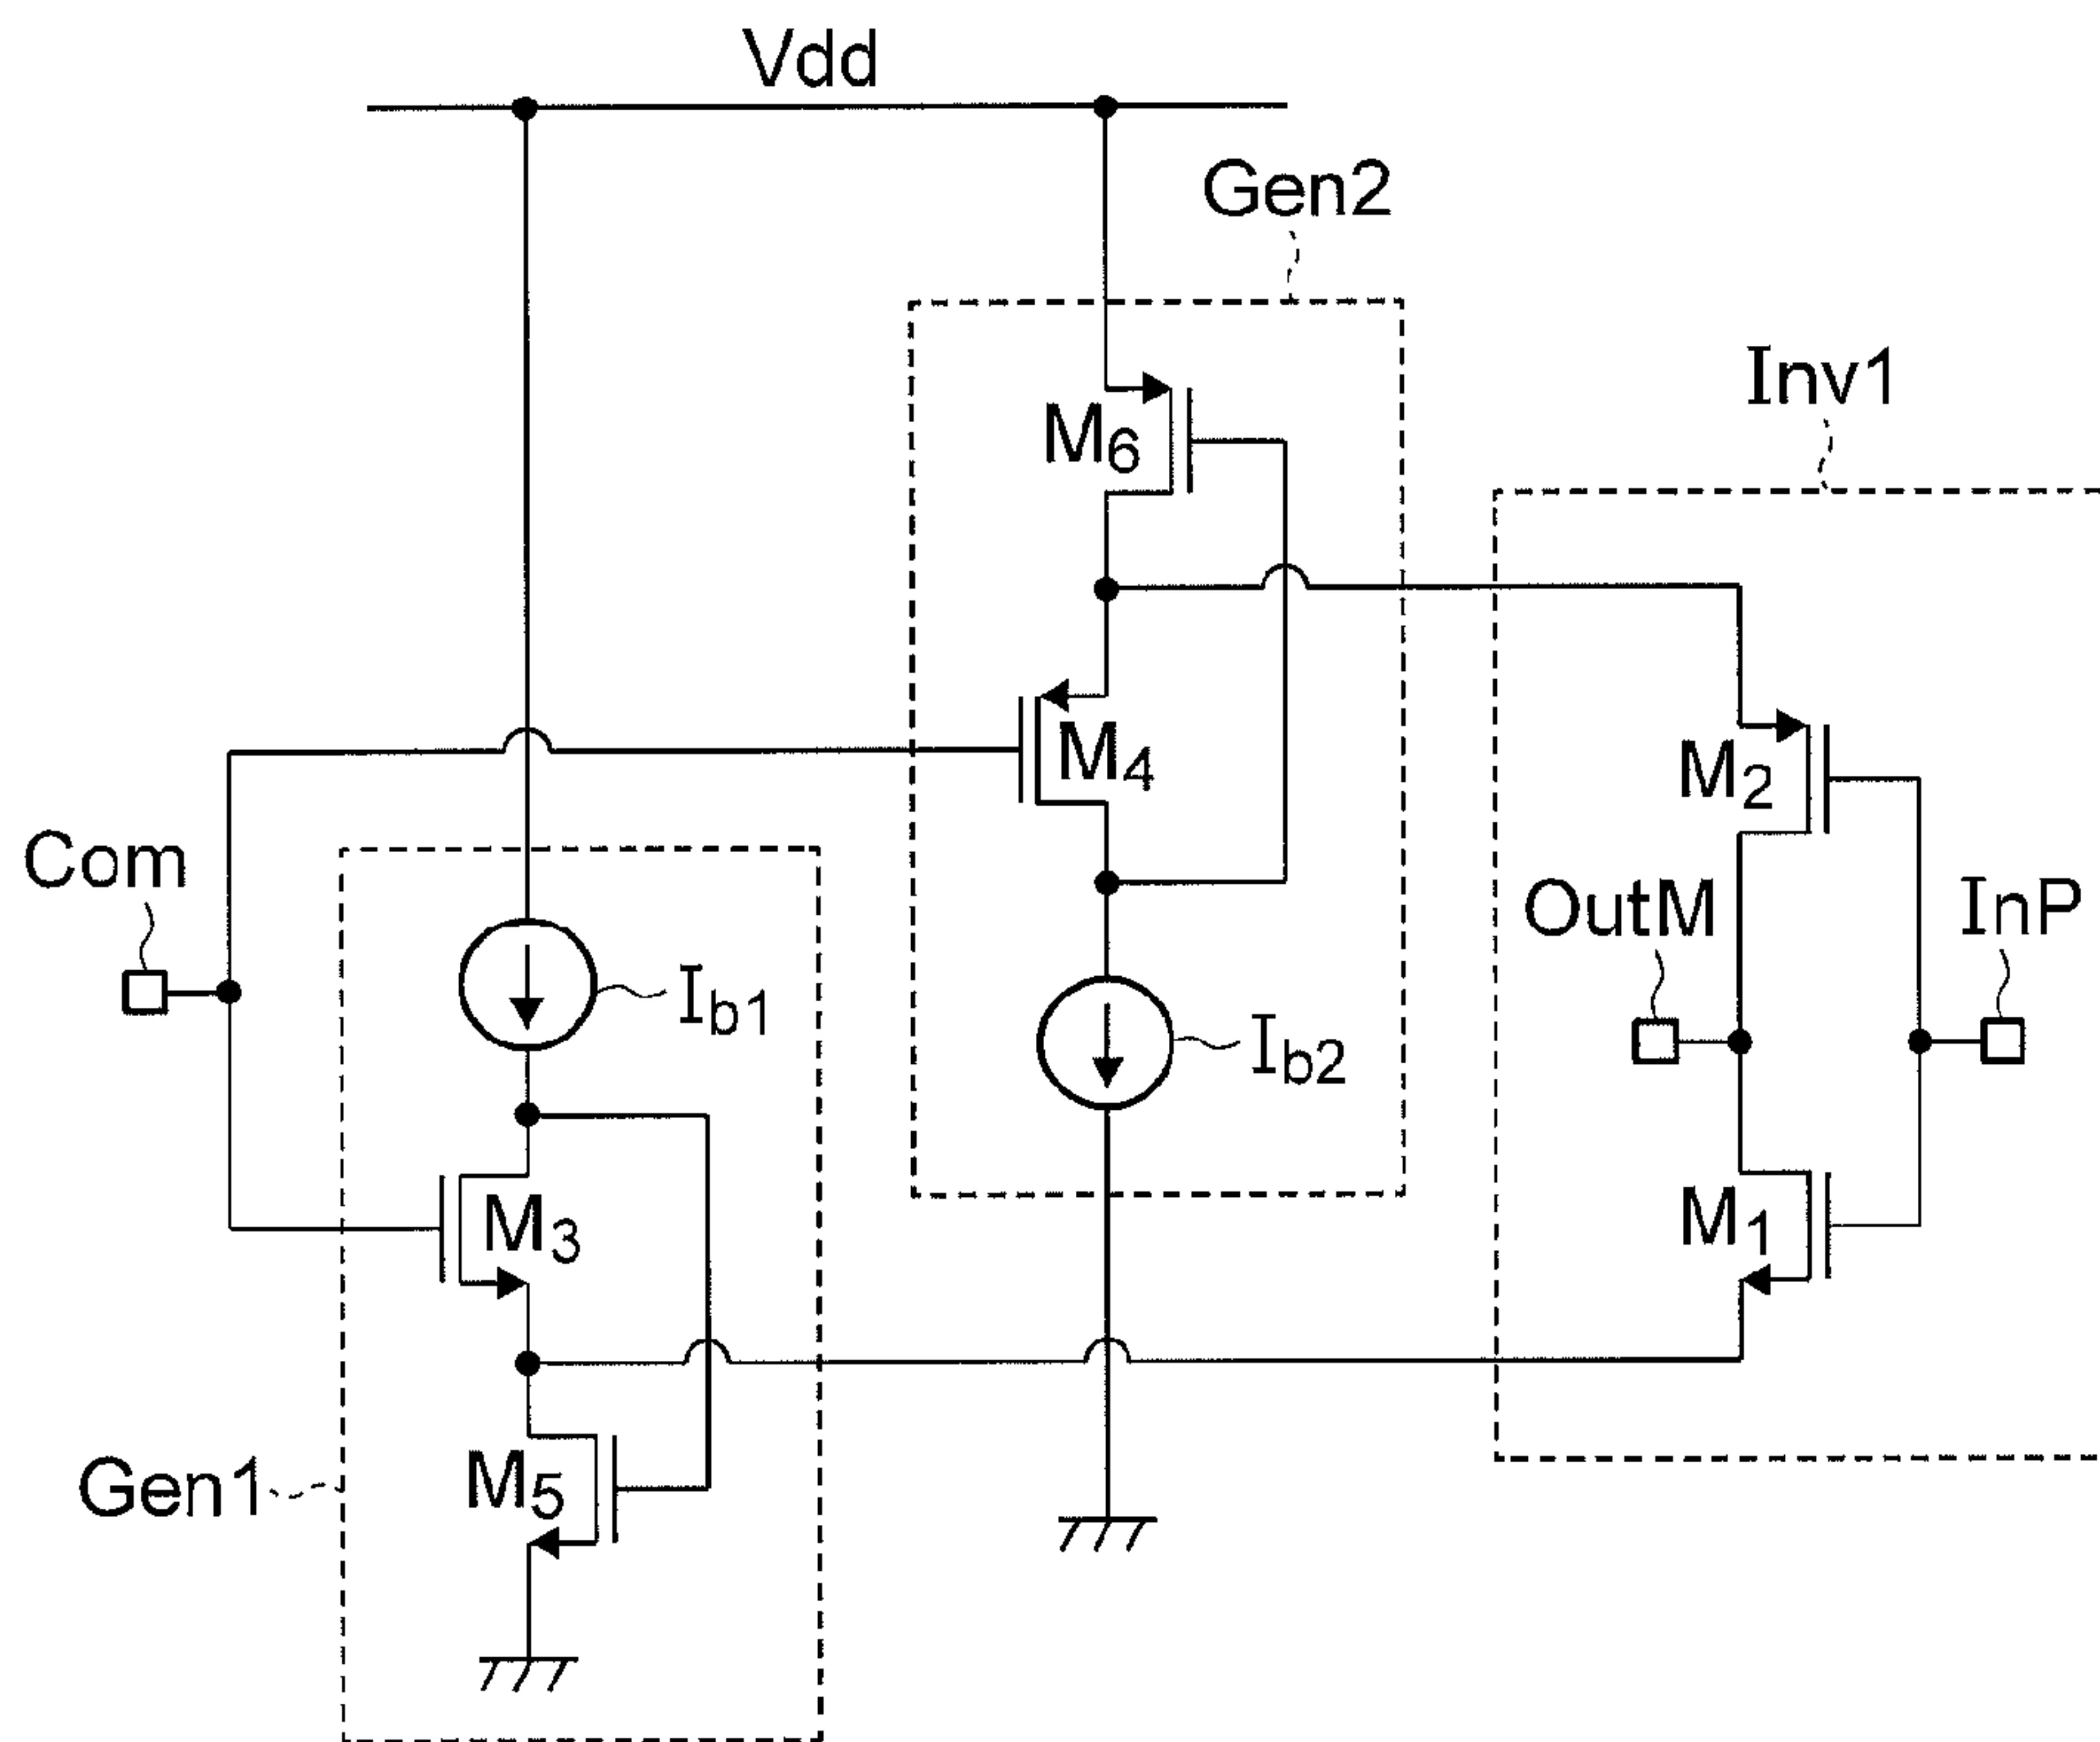 Vdd
Gen2
Inv1
M6
M4
M2
Com
OutM
InP
Ib1
Ib2
M3
M1
M5
Gen1